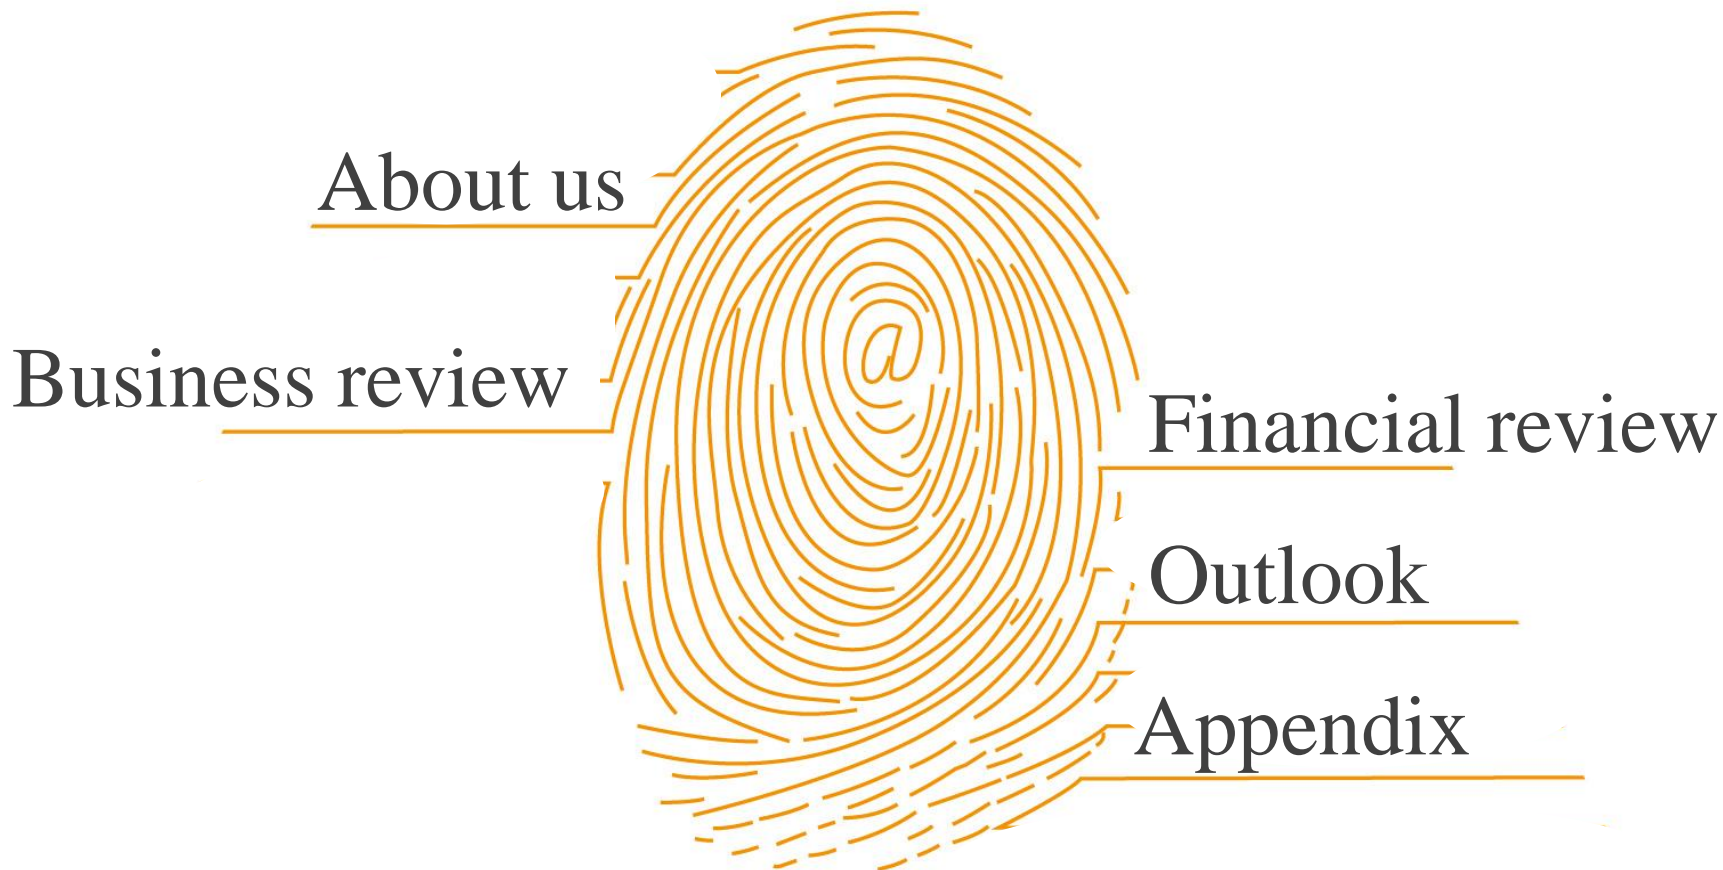 About us
Business review
@
Financial review
Outlook
Appendix